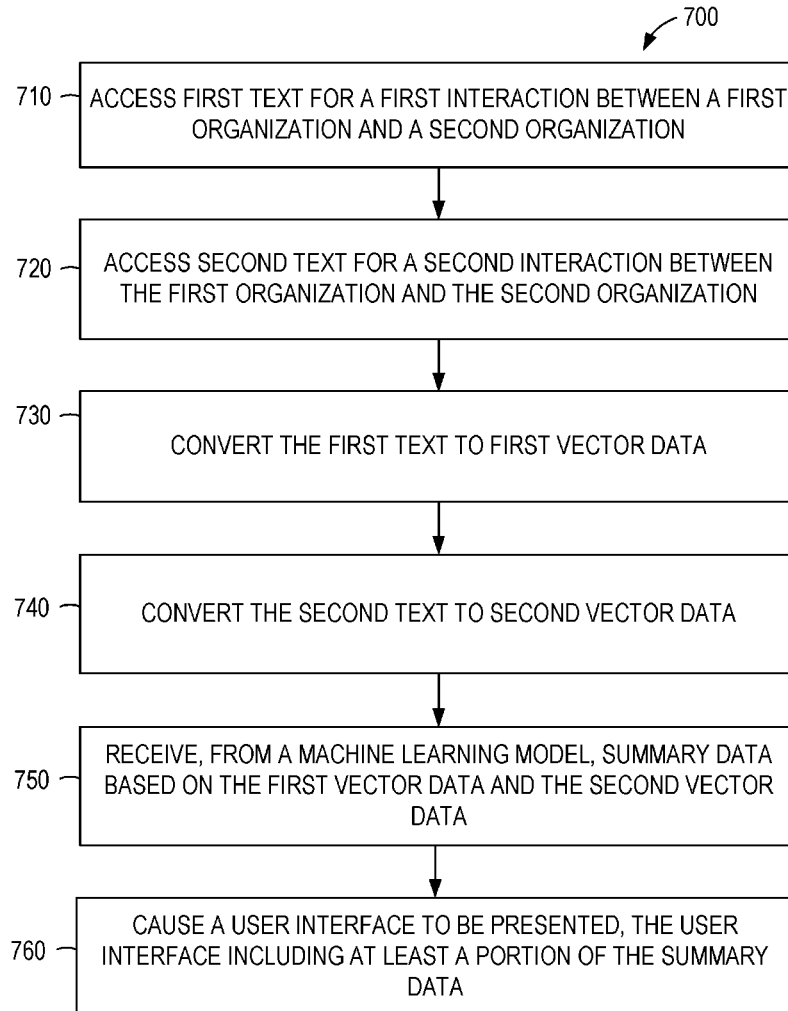 700
710
ACCESS FIRST TEXT FOR A FIRST INTERACTION BETWEEN A FIRST
ORGANIZATION AND A SECOND ORGANIZATION
720
ACCESS SECOND TEXT FOR A SECOND INTERACTION BETWEEN
THE FIRST ORGANIZATION AND THE SECOND ORGANIZATION
730
CONVERT THE FIRST TEXT TO FIRST VECTOR DATA
740
CONVERT THE SECOND TEXT TO SECOND VECTOR DATA
750
RECEIVE, FROM A MACHINE LEARNING MODEL, SUMMARY DATA
BASED ON THE FIRST VECTOR DATA AND THE SECOND VECTOR
DATA
760
CAUSE A USER INTERFACE TO BE PRESENTED, THE USER
INTERFACE INCLUDING AT LEAST A PORTION OF THE SUMMARY
DATA